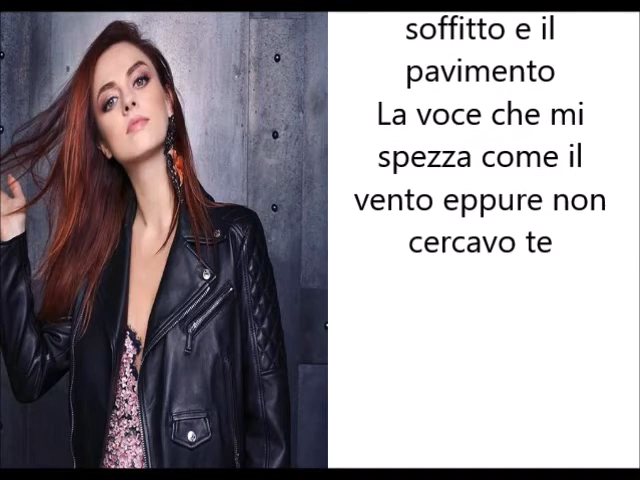 soffitto e il
pavimento
La voce che mi
spezza come il
vento eppure non
cercavo te